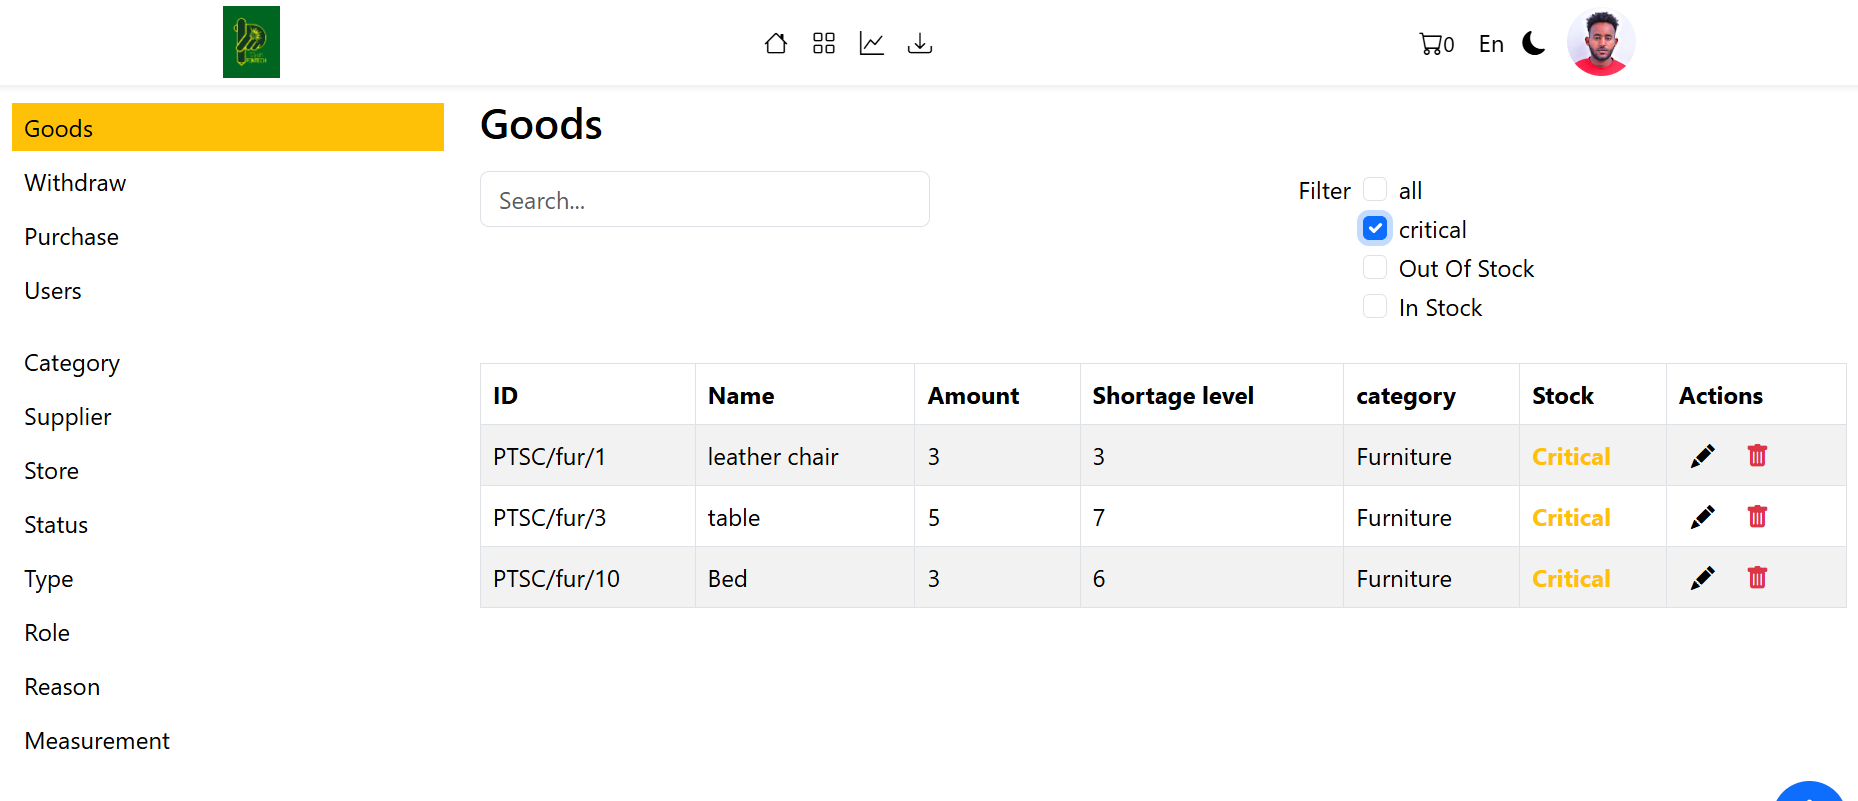 0 En
Goods
Withdraw
Purchase
Users
Category
Supplier
Store
Status
Type
Role
Reason
Measurement
Goods
Search...
Filter all
critical
Out Of Stock
In Stock
ID Name Amount Shortage level category Stock Actions
PTSC/fur/1 leather chair 3 3 Furniture Critical
PTSC/fur/3 table 5 7 Furniture Critical
PTSC/fur/10 Bed 3 6 Furniture Critical